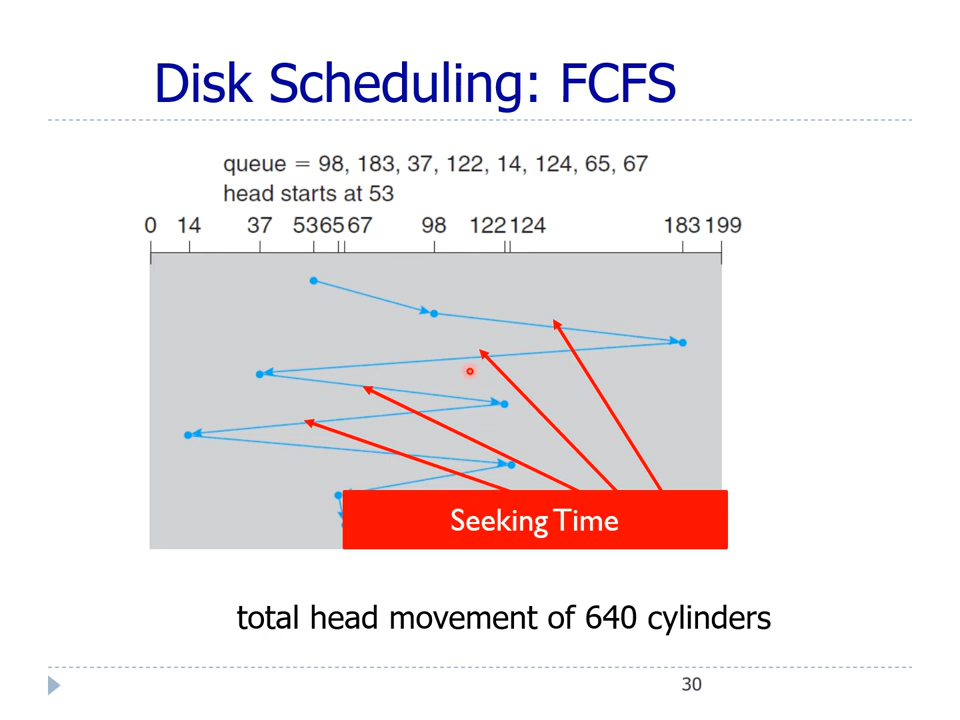 Disk Scheduling: FCFS
queue = 98, 183, 37, 122, 14, 124, 65, 67
head starts at 53
0 14 37 53 65 67 98 122 124 183 199
Seeking Time
total head movement of 640 cylinders
30